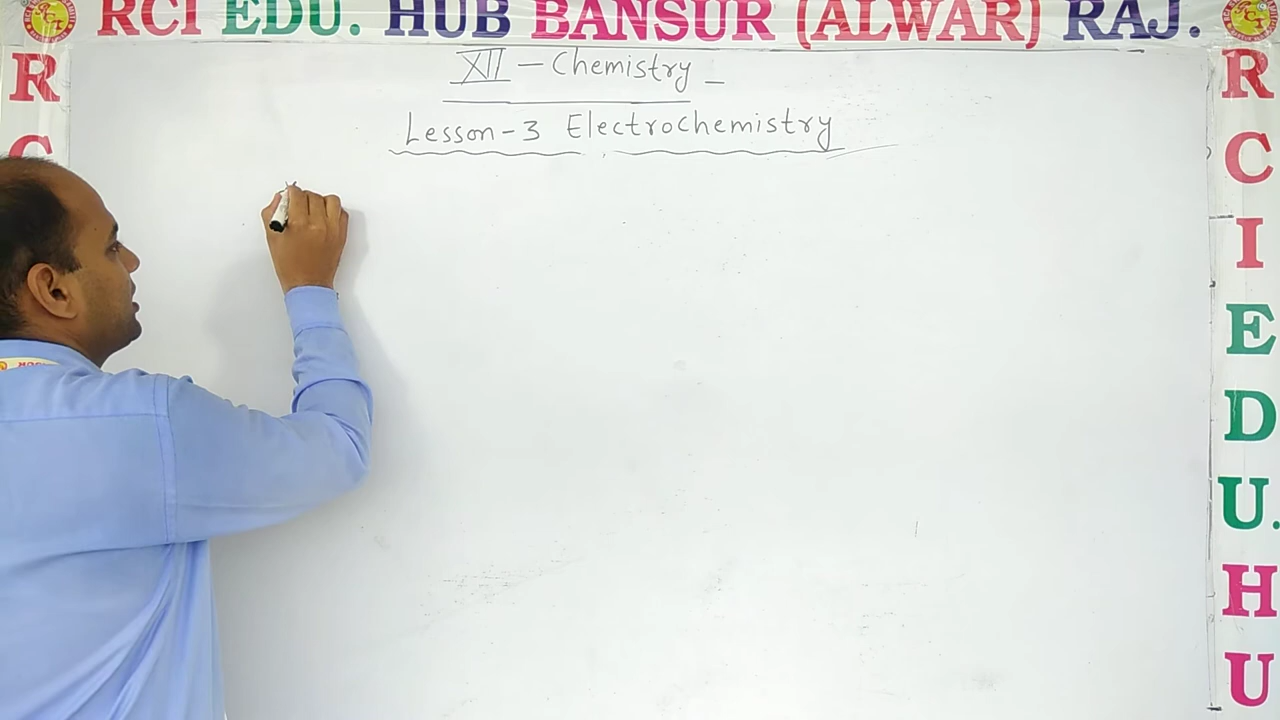 RCI EDU. HUB BANSUR (ALWAR) RAJ.
XII - Chemistry
Lesson-3 Electrochemistry
R
C
R
C
I
E
D
U.
H
U